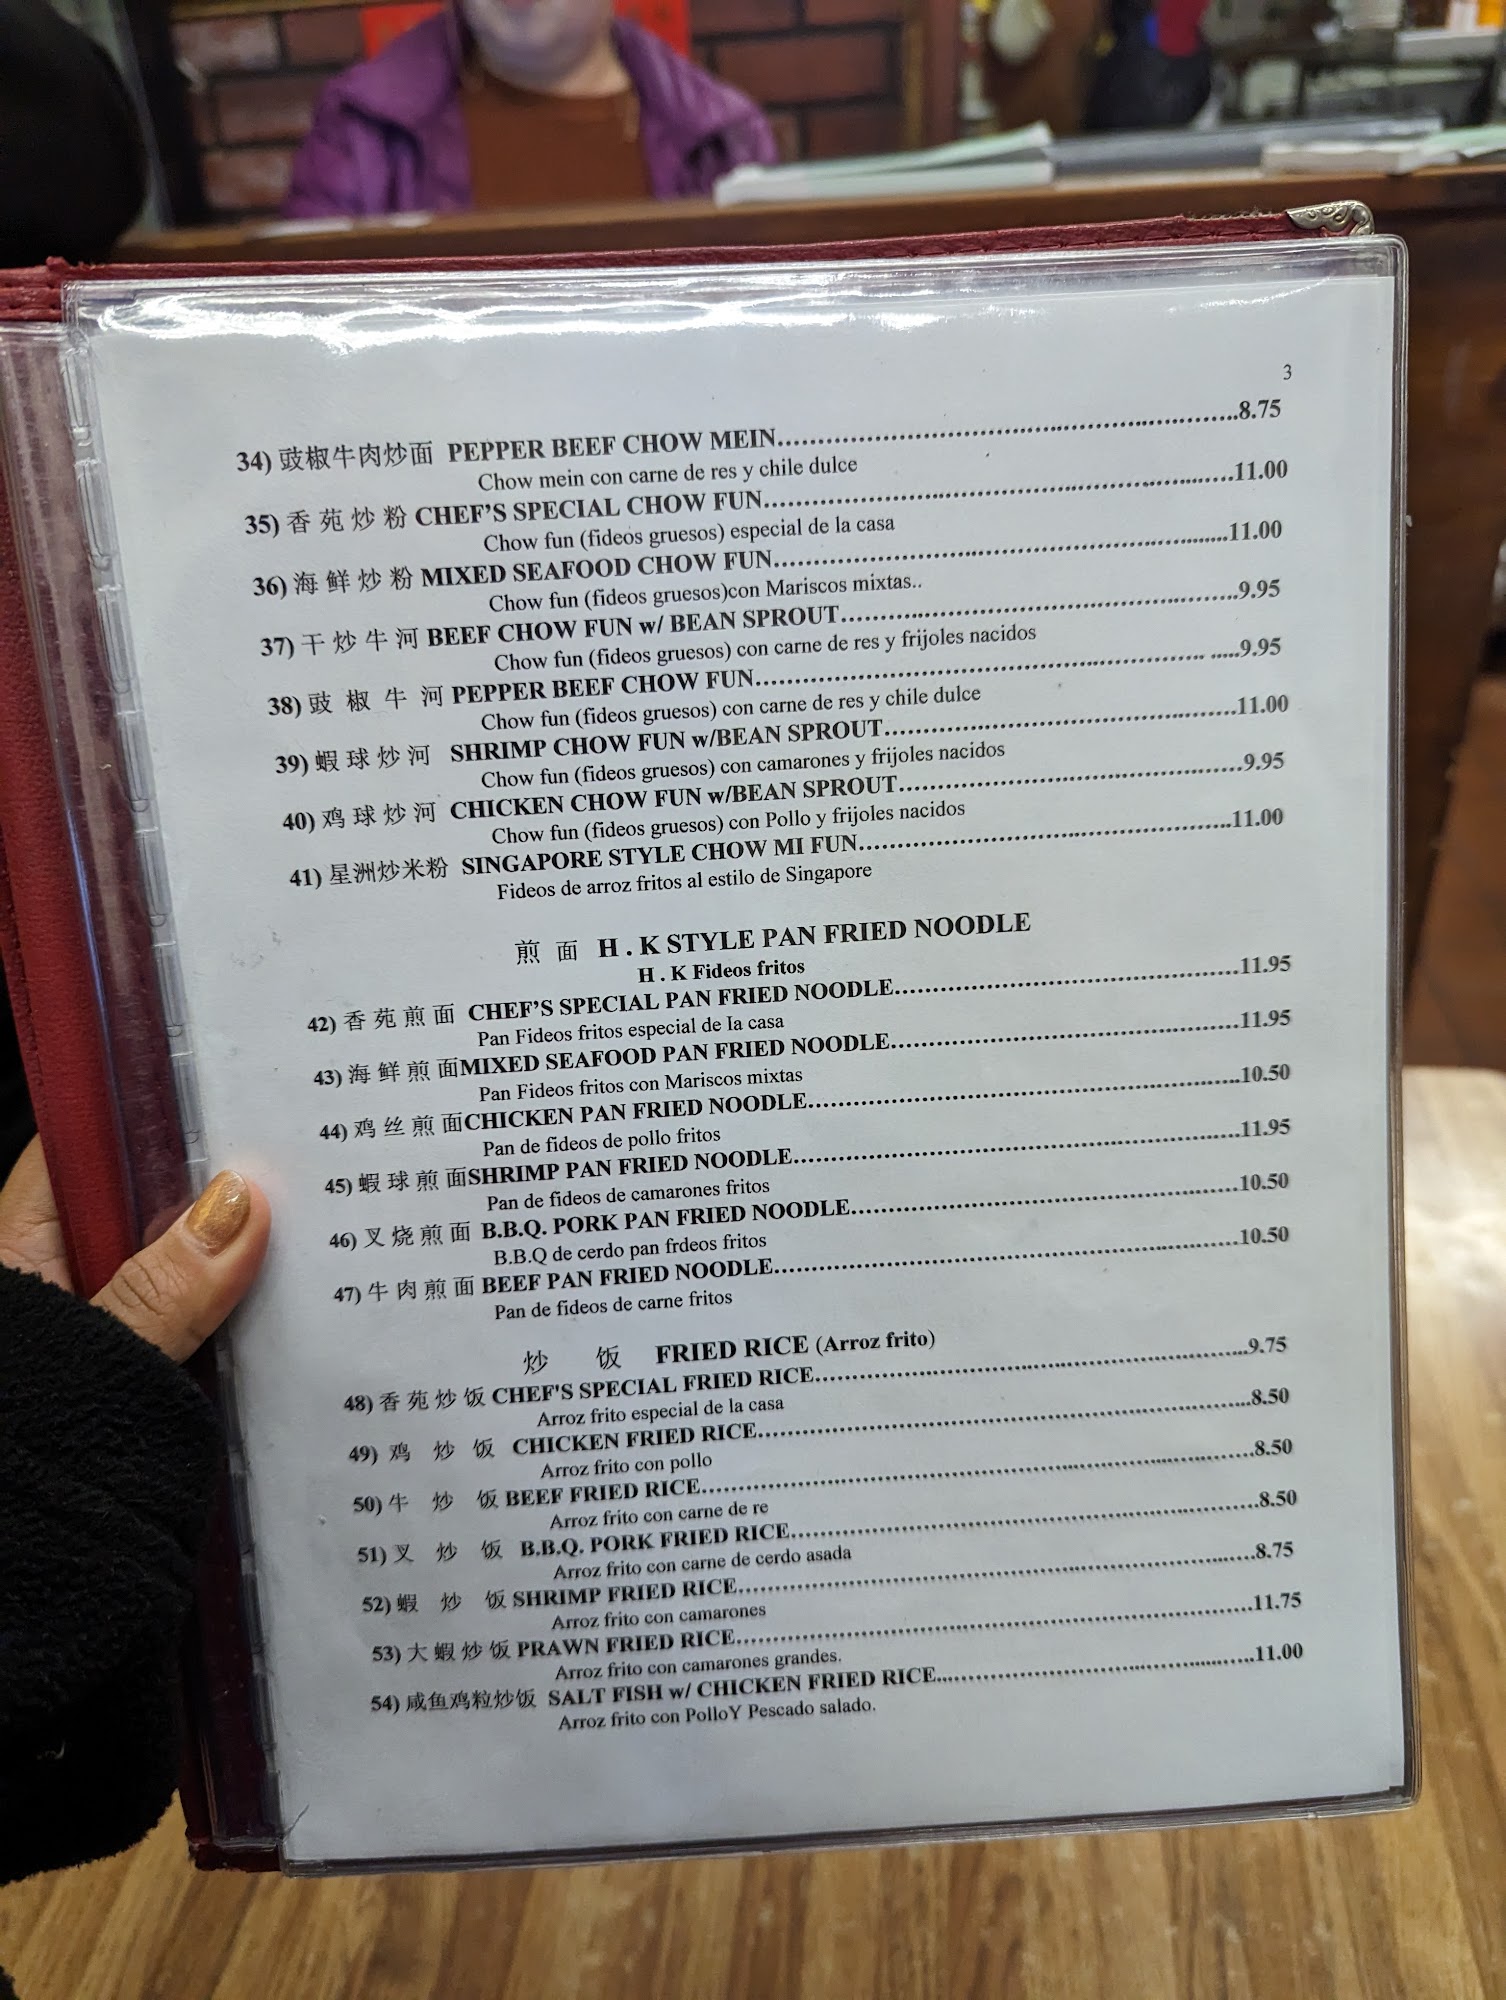 3
34) 豉椒牛肉炒面 PEPPER BEEF CHOW MEIN.....8.75
Chow mein con carne de res y chile dulce
35) 香苑炒粉 CHEF'S SPECIAL CHOW FUN.....11.00
Chow fun (fideos gruesos) especial de la casa
36) 海鲜炒粉 MIXED SEAFOOD CHOW FUN.....11.00
Chow fun (fideos gruesos)con Mariscos mixtas..
37) 干炒牛河 BEEF CHOW FUN w/ BEAN SPROUT.....9.95
Chow fun (fideos gruesos) con carne de res y frijoles nacidos
38) 豉椒牛河 PEPPER BEEF CHOW FUN.....9.95
Chow fun (fideos gruesos) con carne de res y chile dulce
39) 蝦球炒河 SHRIMP CHOW FUN w/BEAN SPROUT.....11.00
Chow fun (fideos gruesos) con camarones y frijoles nacidos
40) 鸡球炒河 CHICKEN CHOW FUN w/BEAN SPROUT.....9.95
Chow fun (fideos gruesos) con Pollo y frijoles nacidos
41) 星洲炒米粉 SINGAPORE STYLE CHOW MI FUN.....11.00
Fideos de arroz fritos al estilo de Singapore
煎面 H . K STYLE PAN FRIED NOODLE
H . K Fideos fritos
42) 香苑煎面 CHEF'S SPECIAL PAN FRIED NOODLE.....11.95
Pan Fideos fritos especial de Ia casa
43) 海鲜煎面MIXED SEAFOOD PAN FRIED NOODLE.....11.95
Pan Fideos fritos con Mariscos mixtas
44) 鸡丝煎面CHICKEN PAN FRIED NOODLE.....10.50
Pan de fideos de pollo fritos
45) 蝦球煎面SHRIMP PAN FRIED NOODLE.....11.95
Pan de fideos de camarones fritos
46) 叉烧煎面 B.B.Q. PORK PAN FRIED NOODLE.....10.50
B.B.Q de cerdo pan frdeos fritos
47) 牛肉煎面 BEEF PAN FRIED NOODLE.....10.50
Pan de fideos de carne fritos
炒饭 FRIED RICE (Arroz frito)
48) 香苑炒饭 CHEF'S SPECIAL FRIED RICE.....9.75
Arroz frito especial de la casa
49) 鸡炒饭 CHICKEN FRIED RICE.....8.50
Arroz frito con pollo
50) 牛炒饭 BEEF FRIED RICE.....8.50
Arroz frito con carne de re
51) 叉炒饭 B.B.Q. PORK FRIED RICE.....8.50
Arroz frito con carne de cerdo asada
52) 蝦炒饭 SHRIMP FRIED RICE.....8.75
Arroz frito con camarones
53) 大蝦炒饭 PRAWN FRIED RICE.....11.75
Arroz frito con camarones grandes.
54) 咸鱼鸡粒炒饭 SALT FISH w/ CHICKEN FRIED RICE.....11.00
Arroz frito con PolloY Pescado salado.